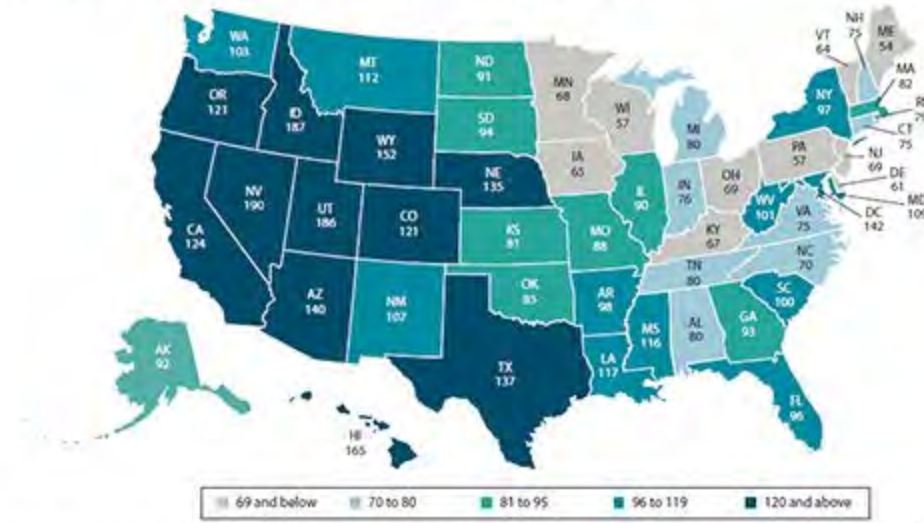 WA
103
OR
121
CA
124
NV
190
ID
187
MT
112
WY
152
UT
186
AZ
140
CO
121
NM
107
ND
91
SD
94
NE
135
KS
81
OK
85
TX
137
MN
68
IA
65
MO
88
AR
98
LA
117
WI
57
IL
90
MS
116
MI
80
IN
76
KY
67
TN
80
AL
80
OH
69
WV
101
GA
93
FL
96
SC
100
NC
70
VA
75
PA
57
NY
97
VT
64
NH
75
ME
54
MA
82
CT
75
NJ
69
DE
61
MD
DC
142
AK
92
HI
165
69 and below
70 to 80
81 to 95
96 to 119
120 and above